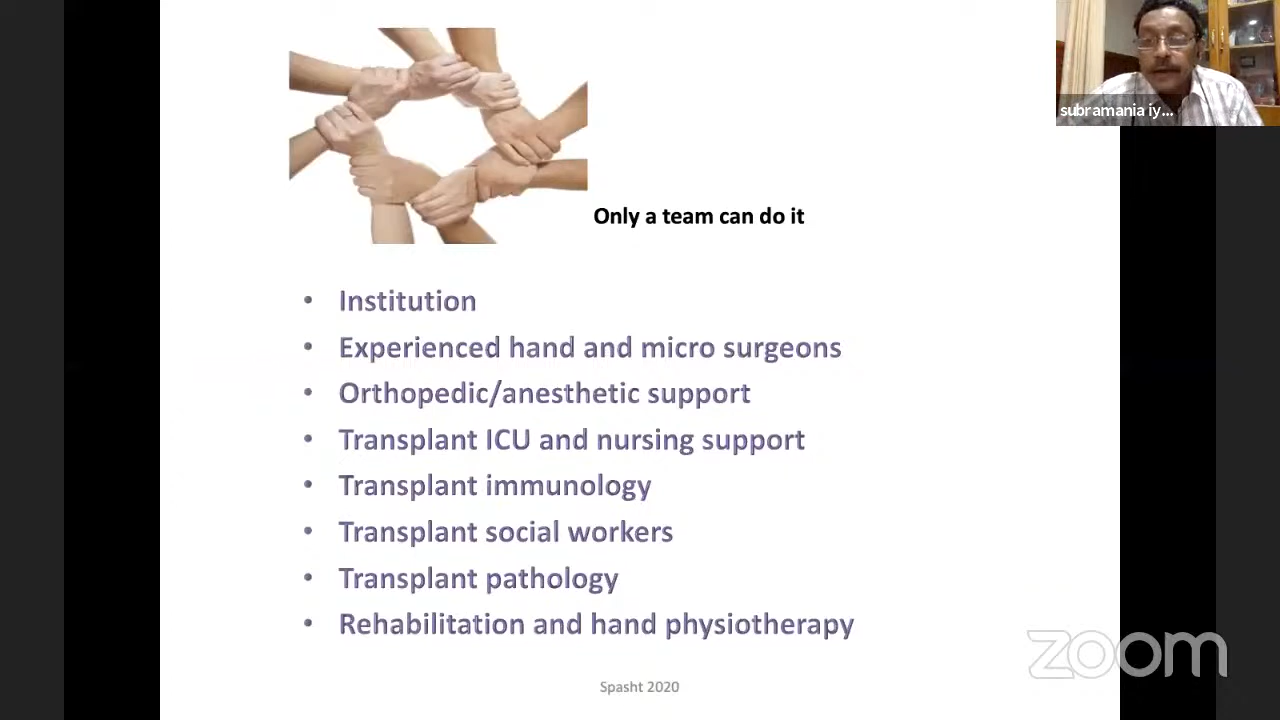 subramania iy...
Only a team can do it
• Institution
• Experienced hand and micro surgeons
• Orthopedic/anesthetic support
• Transplant ICU and nursing support
• Transplant immunology
• Transplant social workers
• Transplant pathology
• Rehabilitation and hand physiotherapy
zoom
Spasht 2020